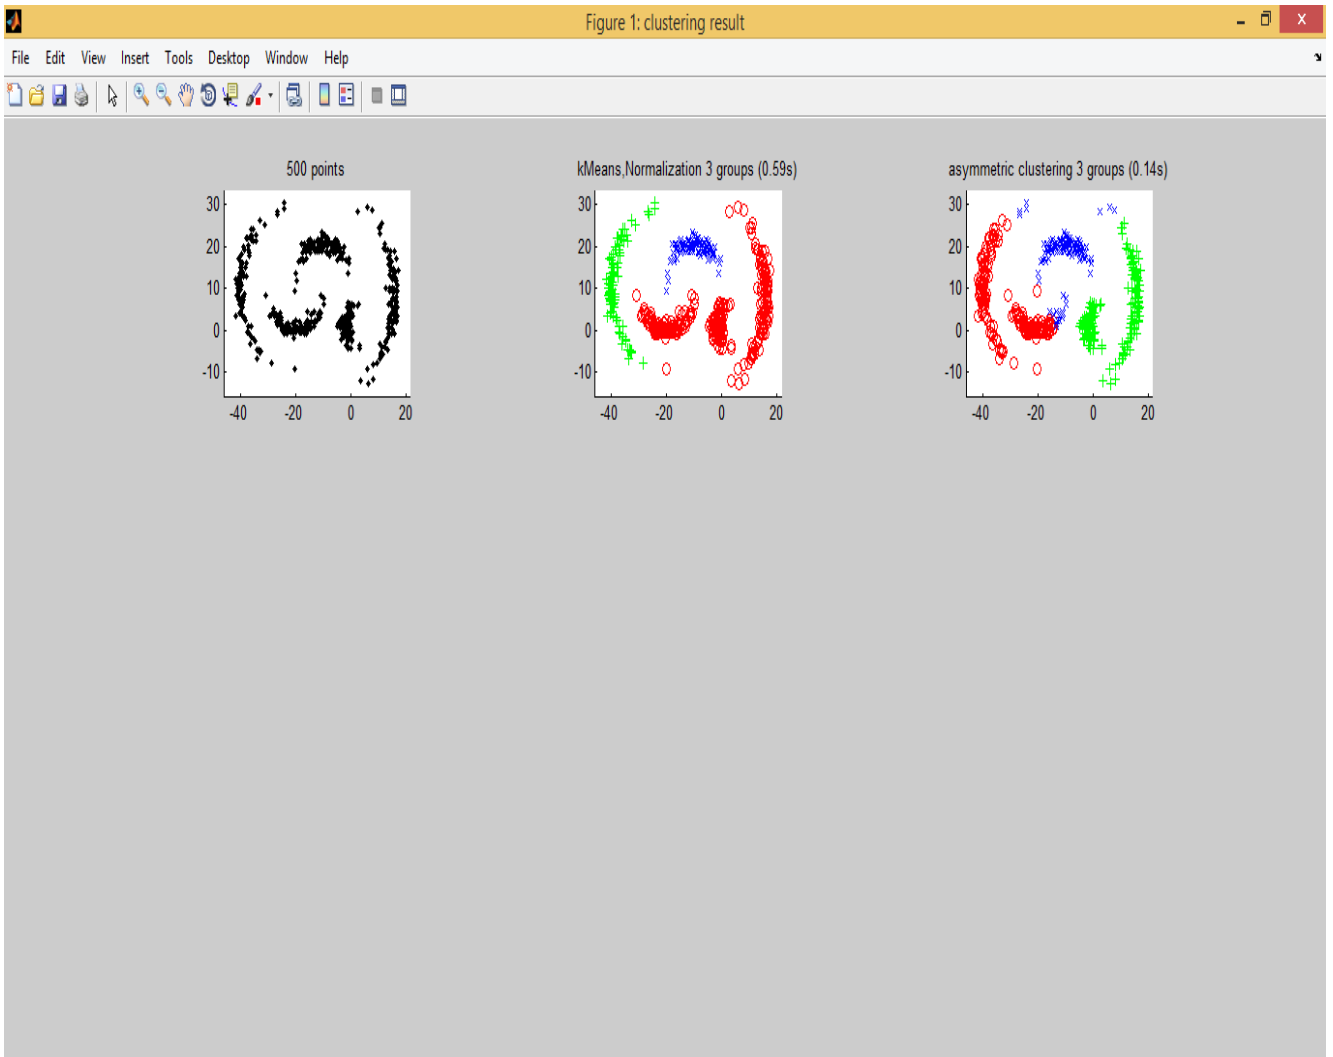 Figure 1: clustering result
File Edit View Insert Tools Desktop Window Help
500 points
30
20
10
0
-10
-40 -20 0 20
kMeans,Normalization 3 groups (0.59s)
30
20
10
0
-10
-40 -20 0 20
asymmetric clustering 3 groups (0.14s)
30
20
10
0
-10
-40 -20 0 20